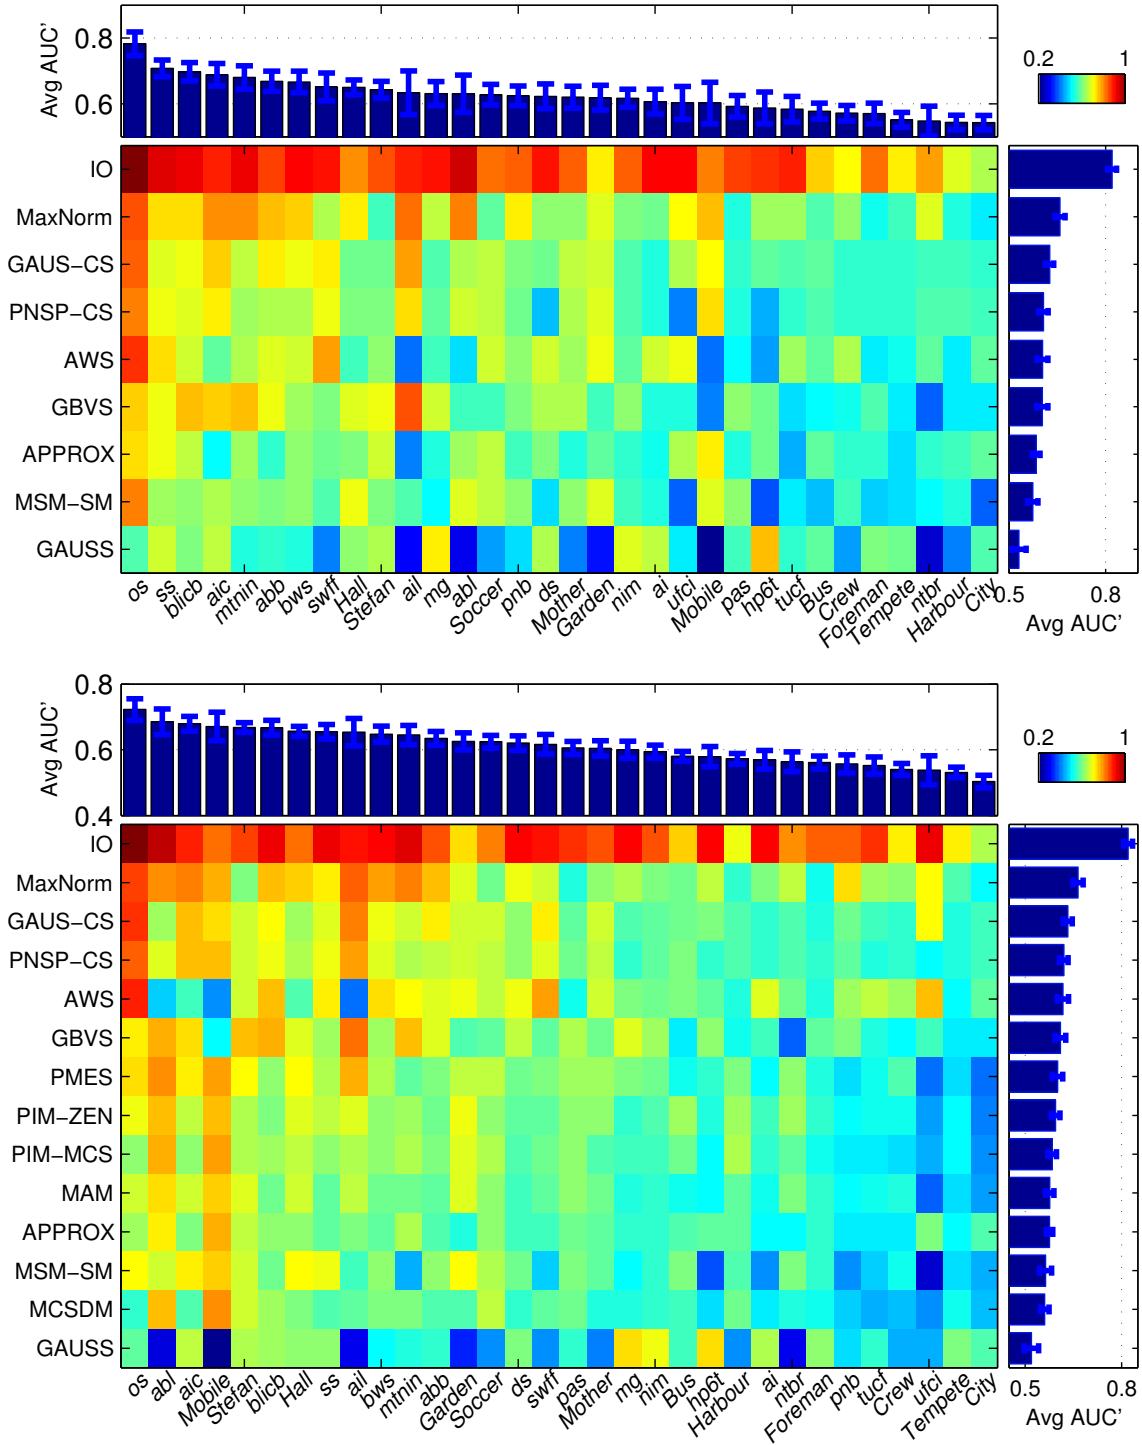 Avg AUC'
0.8
0.6
0.2 1
IO
MaxNorm
GAUS−CS
PNSP−CS
AWS
GBVS
APPROX
MSM−SM
GAUSS
os ss blicb aic mtnin abb bws swff Hall Stefan ail mg abl Soccer pnb ds Mother Garden nim ai ufci Mobile pas hp6t tucf Bus Crew Foreman Tempete ntbr Harbour City
0.5 0.8
Avg AUC'
Avg AUC'
0.8
0.6
0.4
0.2 1
IO
MaxNorm
GAUS−CS
PNSP−CS
AWS
GBVS
PMES
PIM−ZEN
PIM−MCS
MAM
APPROX
MSM−SM
MCSDM
GAUSS
os abl aic Mobile Stefan blicb Hall ss ail bws mtnin abb Garden Soccer ds swff pas Mother mg nim Bus hp6t Harbour ai ntbr Foreman pnb tucf Crew ufci Tempete City
0.5 0.8
Avg AUC'